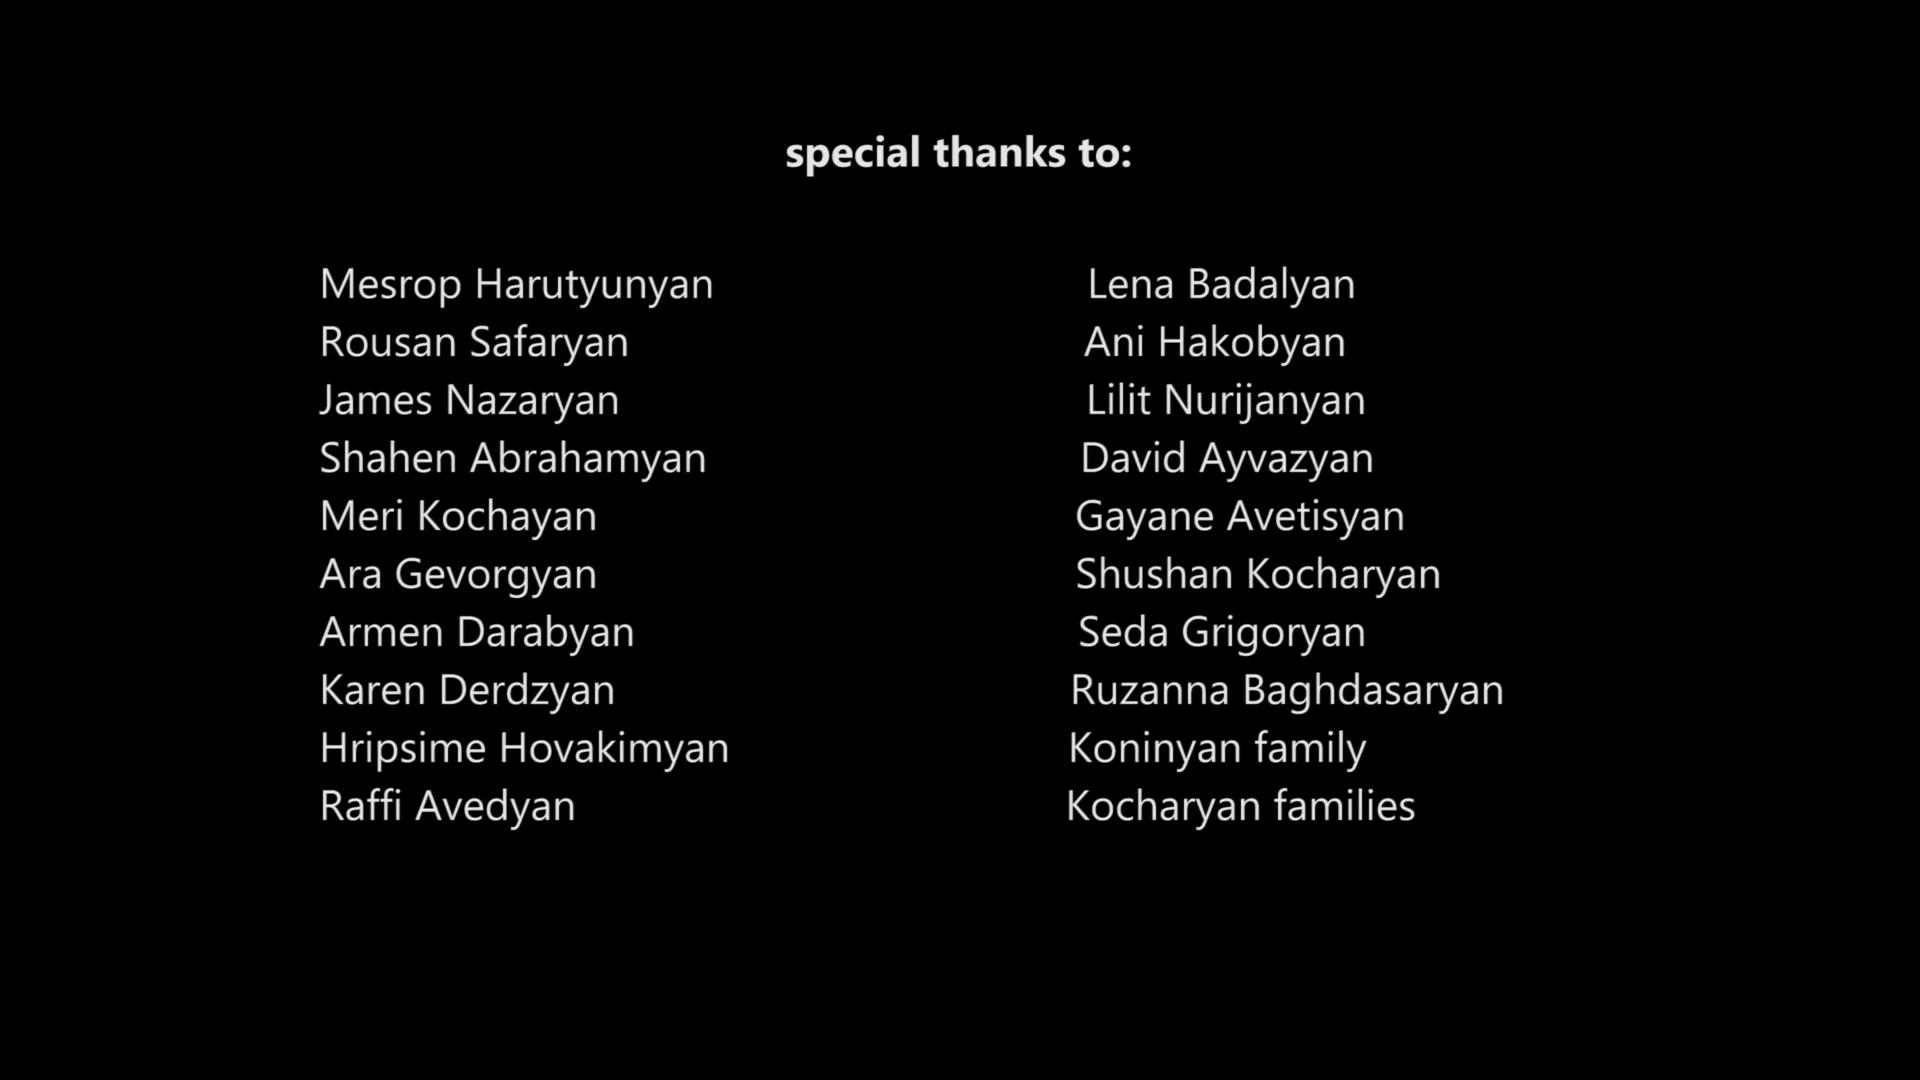 special thanks to:
Mesrop Harutyunyan
Rousan Safaryan
James Nazaryan
Shahen Abrahamyan
Meri Kochayan
Ara Gevorgyan
Armen Darabyan
Karen Derdzyan
Hripsime Hovakimyan
Raffi Avedyan
Lena Badalyan
Ani Hakobyan
Lilit Nurijanyan
David Ayvazyan
Gayane Avetisyan
Shushan Kocharyan
Seda Grigoryan
Ruzanna Baghdasaryan
Koninyan family
Kocharyan families